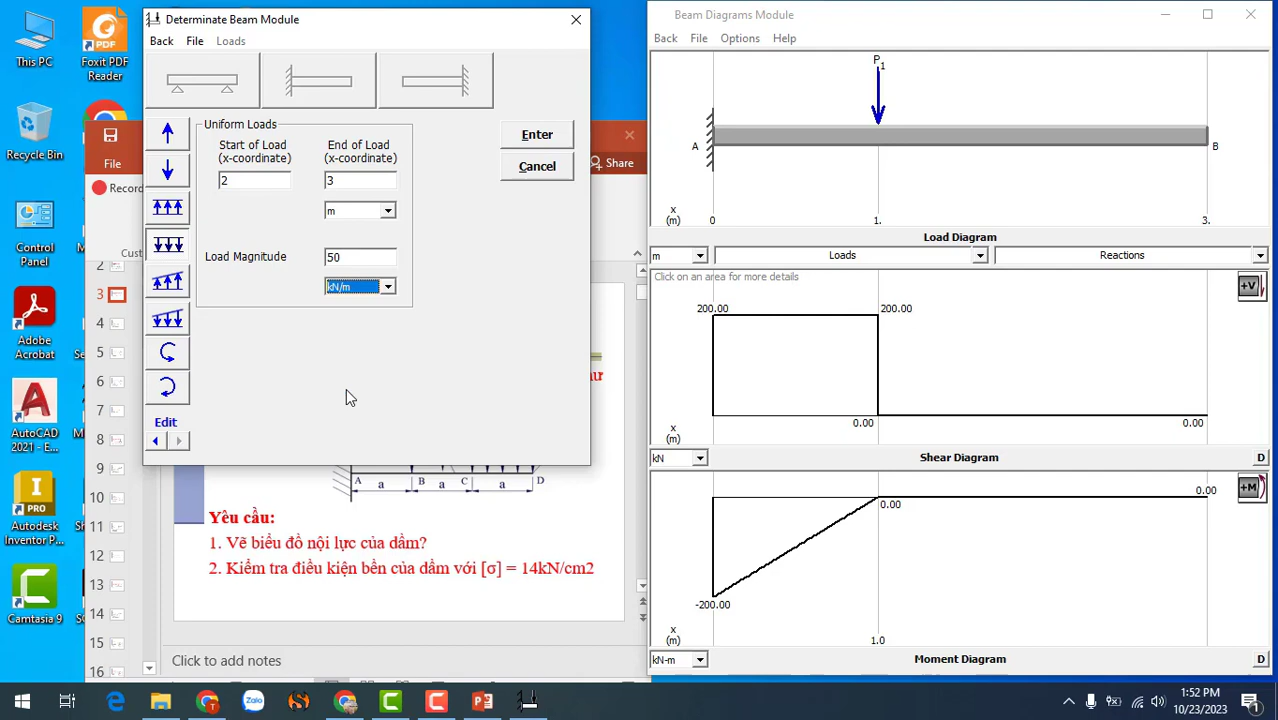 This PC
Foxit PDF
Reader
Recycle Bin
Control
Panel
Adobe
Acrobat
AutoCAD
2021 - E...
Autodesk
Inventor P...
Camtasia 9
Determinate Beam Module
Back File Loads
Uniform Loads
Start of Load
(x-coordinate)
End of Load
(x-coordinate)
2
3
m
Load Magnitude
50
kN/m
Enter
Cancel
Edit
File
Share
Record
Cust
2
3
4
5
6
7
8
9
10
11
12
13
14
15
16
như
A B C D
a a a
Yêu cầu:
1. Vẽ biểu đồ nội lực của dầm?
2. Kiểm tra điều kiện bền của dầm với [σ] = 14kN/cm2
Click to add notes
Beam Diagrams Module
Back File Options Help
P1
A
B
x
(m)
0
1.
3.
Load Diagram
m
Loads
Reactions
Click on an area for more details
+V
200.00
200.00
0.00
0.00
x
(m)
kN
Shear Diagram
D
+M
0.00
0.00
-200.00
x
(m)
1.0
kN-m
Moment Diagram
D
Zalo
1:52 PM
10/23/2023
1